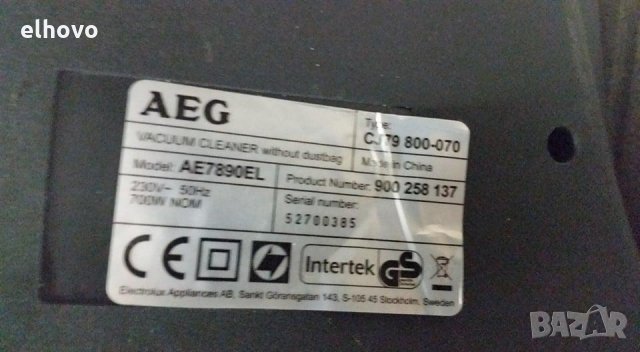 elhovo
AEG
Type:
CJ79 800-070
VACUUM CLEANER without dustbag
Made in China
Model: AE7890EL
Product Number: 900 258 137
230V~ 50Hz
Serial number:
700W NOM
52700385
CE
Intertek
GS
Electrolux Appliances AB, Sankt Göransgatan 143, S-105 45 Stockholm, Sweden
BAZAR